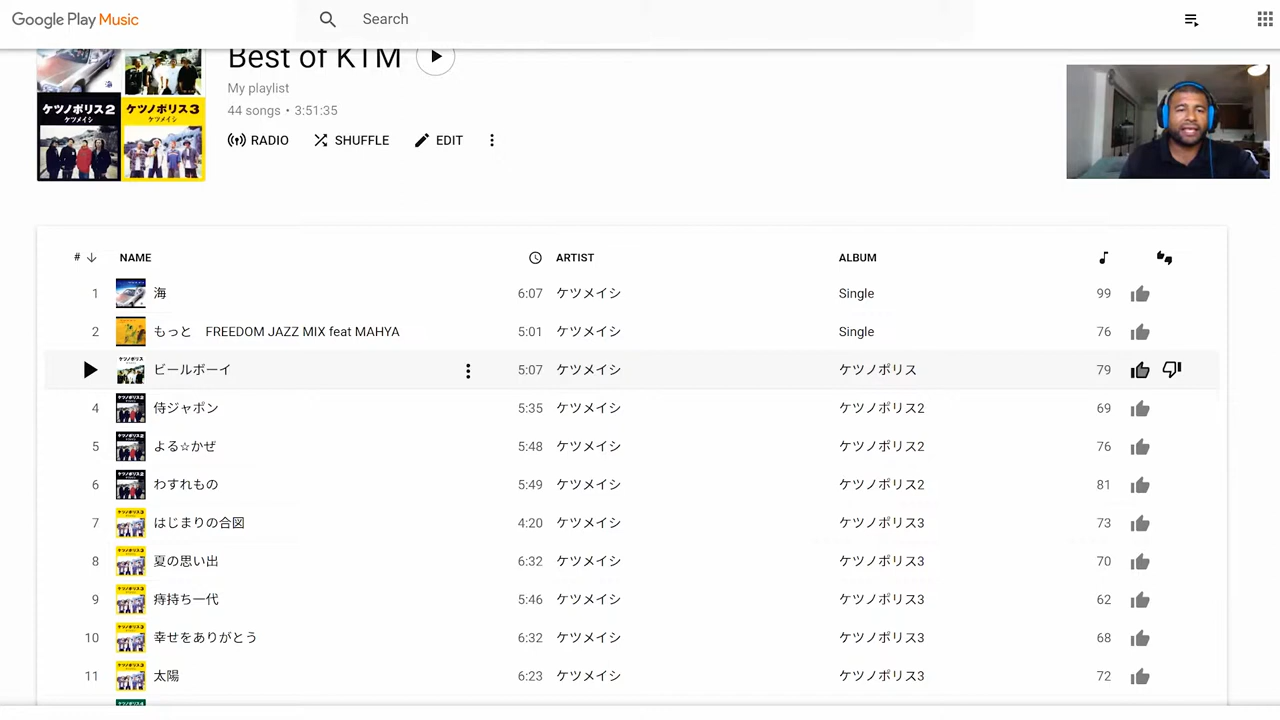 Google Play Music
Search
Best of KTM
My playlist
44 songs • 3:51:35
RADIO SHUFFLE EDIT
ケツノポリス2 ケツノポリス3
ケツメイシ ケツメイシ
# NAME ARTIST ALBUM
1 海 6:07 ケツメイシ Single 99
2 もっと　FREEDOM JAZZ MIX feat MAHYA 5:01 ケツメイシ Single 76
ビールボーイ 5:07 ケツメイシ ケツノポリス 79
4 侍ジャポン 5:35 ケツメイシ ケツノポリス2 69
5 よる☆かぜ 5:48 ケツメイシ ケツノポリス2 76
6 わすれもの 5:49 ケツメイシ ケツノポリス2 81
7 はじまりの合図 4:20 ケツメイシ ケツノポリス3 73
8 夏の思い出 6:32 ケツメイシ ケツノポリス3 70
9 痔持ち一代 5:46 ケツメイシ ケツノポリス3 62
10 幸せをありがとう 6:32 ケツメイシ ケツノポリス3 68
11 太陽 6:23 ケツメイシ ケツノポリス3 72